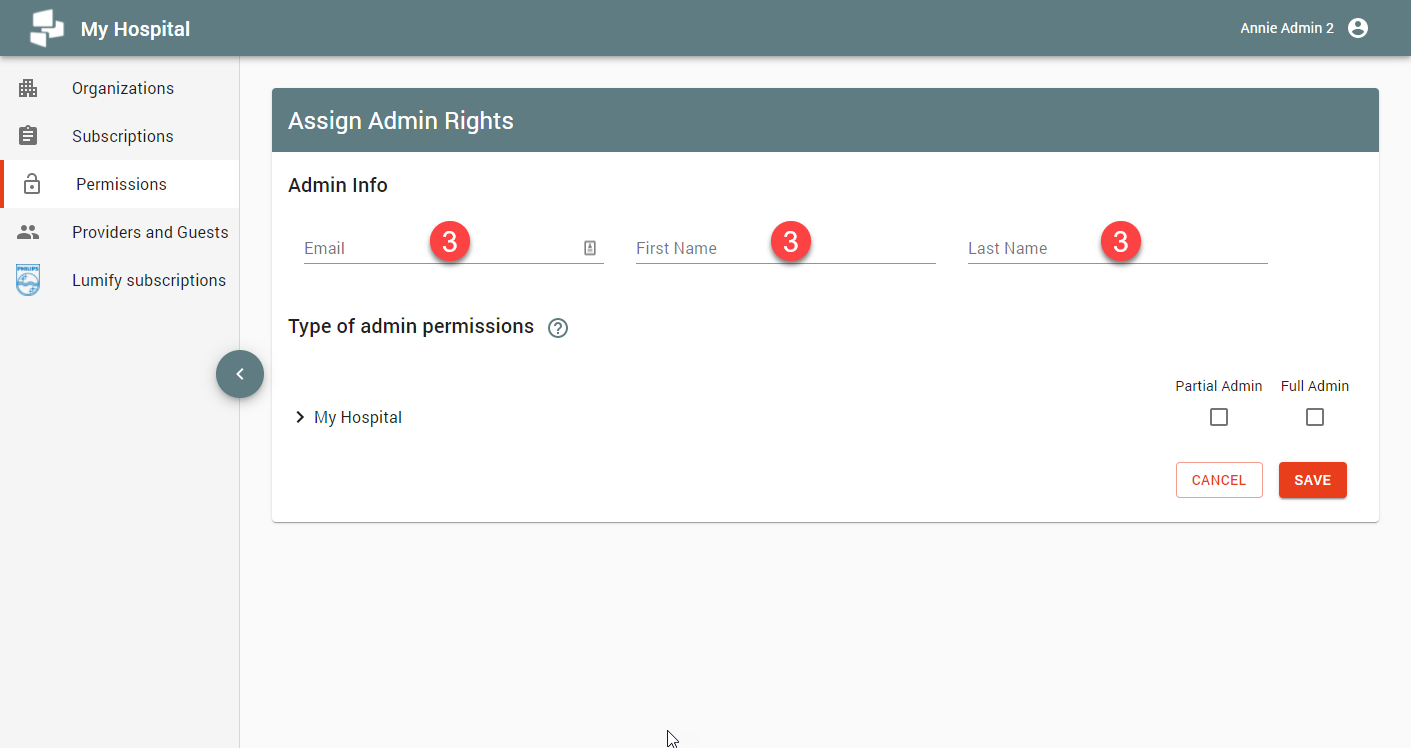 My Hospital
Annie Admin 2
Organizations
Subscriptions
Permissions
Providers and Guests
PHILIPS
Lumify subscriptions
Assign Admin Rights
Admin Info
Email 3
First Name 3
Last Name 3
Type of admin permissions ?
Partial Admin Full Admin
My Hospital
CANCEL SAVE